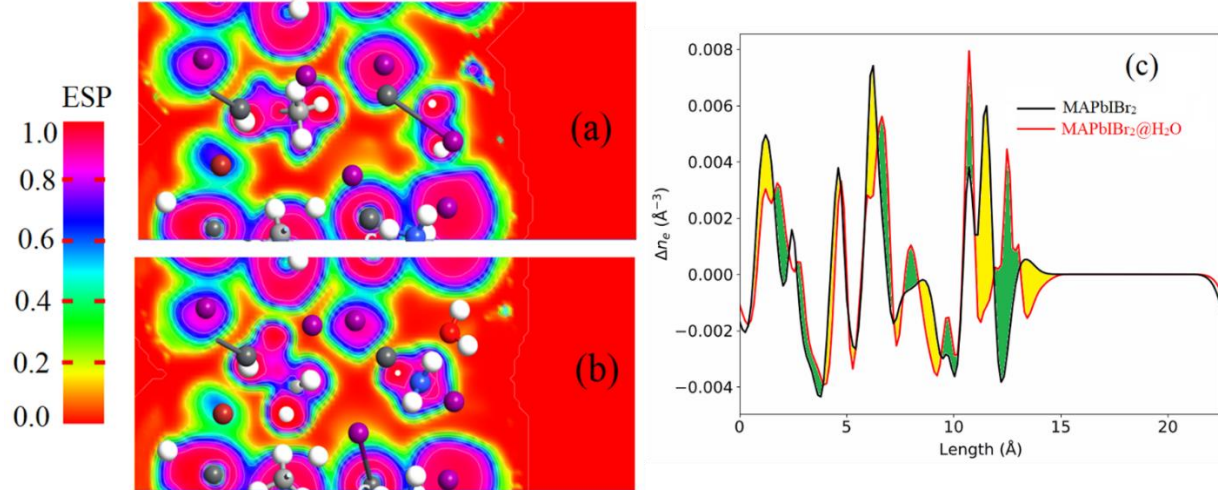 ESP
1.0
0.8
0.6
0.4
0.2
0.0
(a)
(b)
(c)
MAPbIBr₂
MAPbIBr₂@H₂O
Δnₑ (Å⁻³)
0.008
0.006
0.004
0.002
0.000
−0.002
−0.004
0 5 10 15 20
Length (Å)